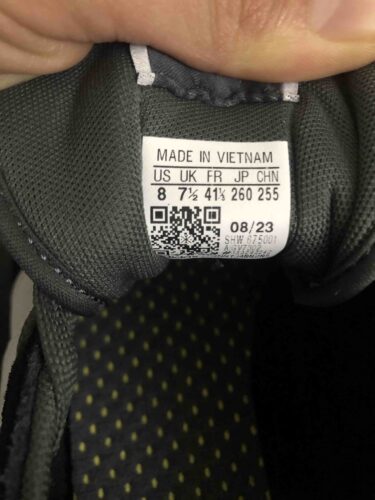 MADE IN VIETNAM
US UK FR JP CHN
8 7½ 41⅓ 260 255
08/23
SHW 675001